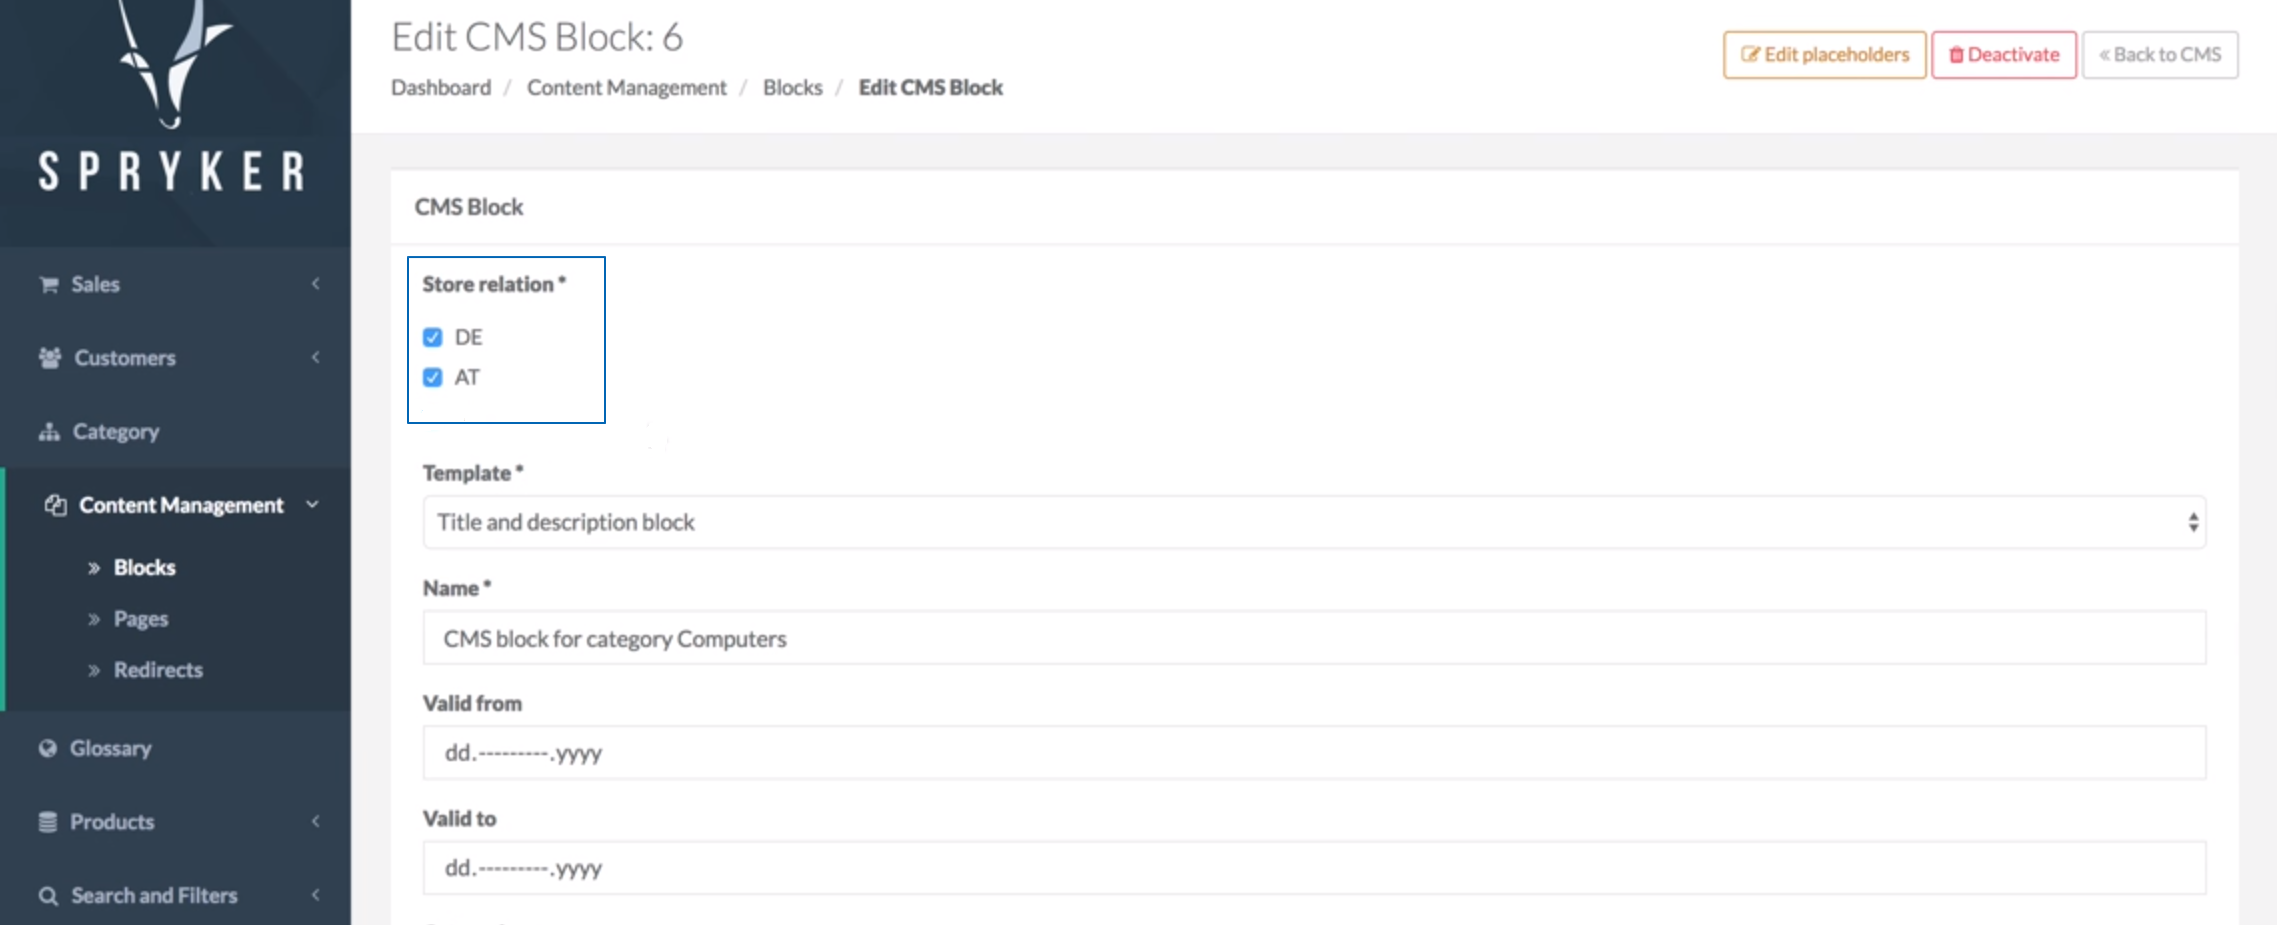 SPRYKER
Sales
Customers
Category
Content Management
» Blocks
» Pages
» Redirects
Glossary
Products
Search and Filters
Edit CMS Block: 6
Dashboard / Content Management / Blocks / Edit CMS Block
Edit placeholders
Deactivate
« Back to CMS
CMS Block
Store relation *
DE
AT
Template *
Title and description block
Name *
CMS block for category Computers
Valid from
dd.---------.yyyy
Valid to
dd.---------.yyyy